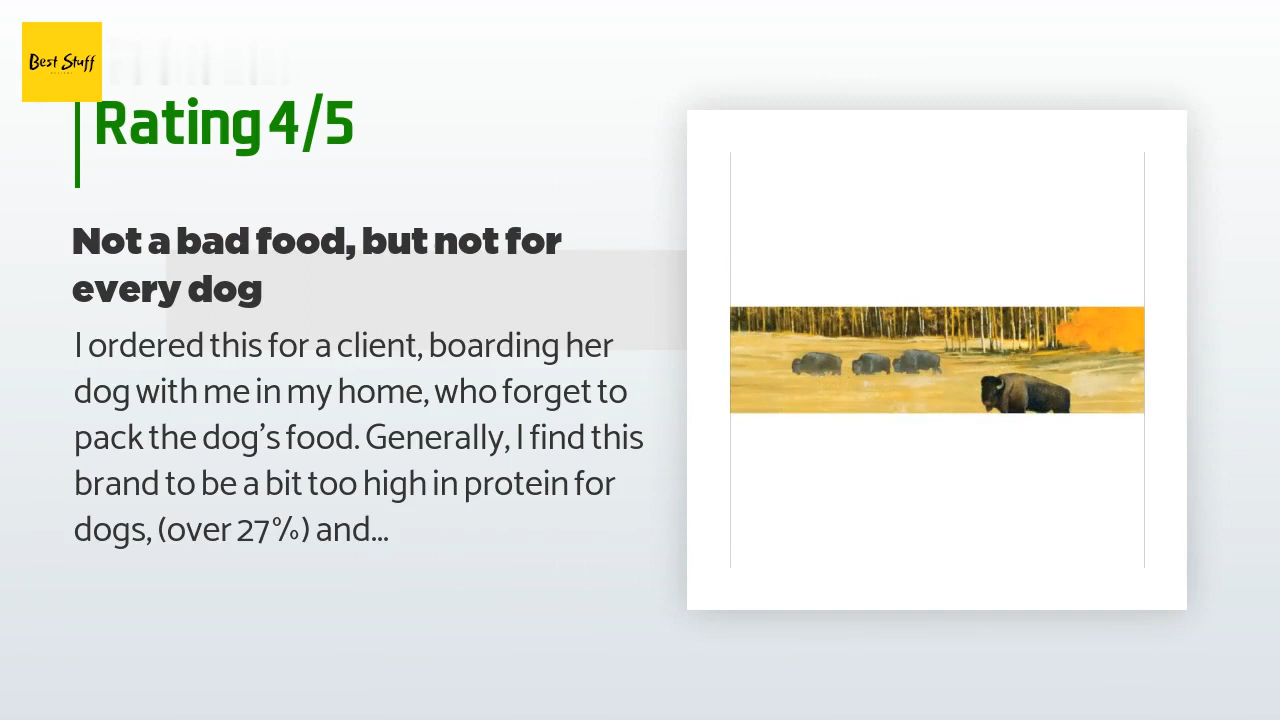 Best Stuff
Rating 4/5
Not a bad food, but not for
every dog
I ordered this for a client, boarding her
dog with me in my home, who forget to
pack the dog's food. Generally, I find this
brand to be a bit too high in protein for
dogs, (over 27%) and...